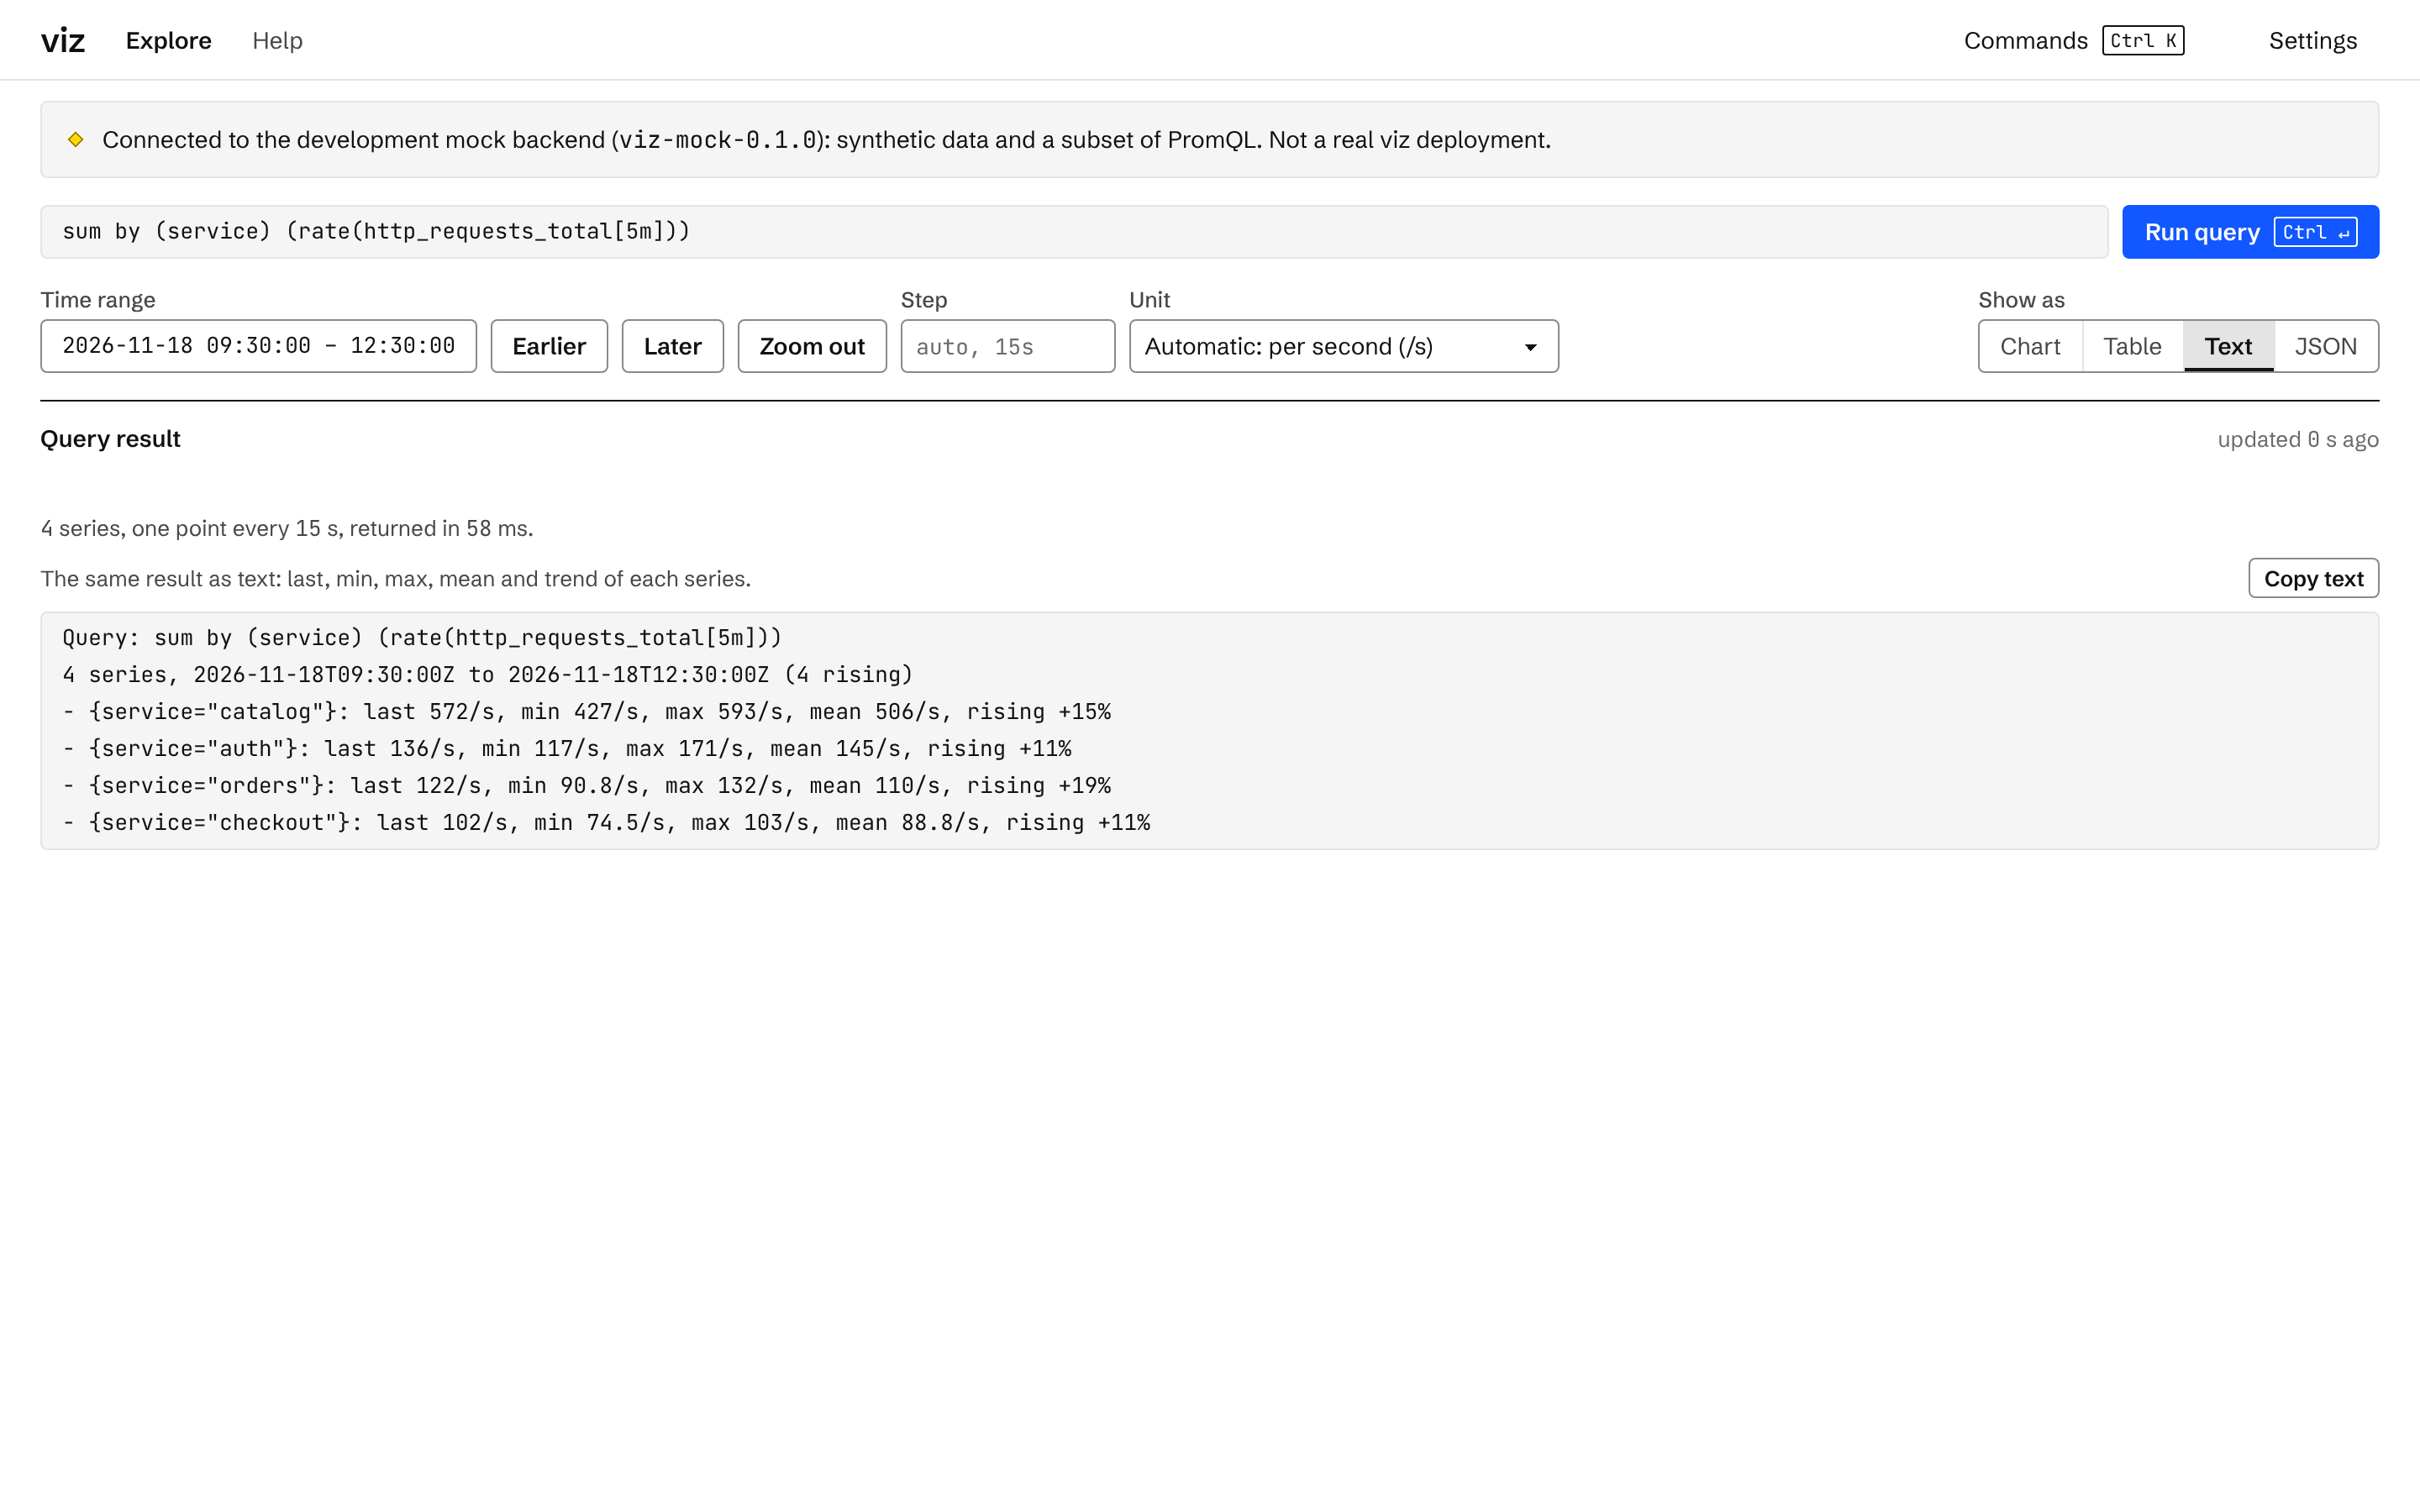 viz Explore Help Commands Ctrl K Settings
Connected to the development mock backend (viz-mock-0.1.0): synthetic data and a subset of PromQL. Not a real viz deployment.
sum by (service) (rate(http_requests_total[5m])) Run query Ctrl ↵
Time range Step Unit Show as
2026-11-18 09:30:00 – 12:30:00 Earlier Later Zoom out auto, 15s Automatic: per second (/s) Chart Table Text JSON
Query result updated 0 s ago
4 series, one point every 15 s, returned in 58 ms.
The same result as text: last, min, max, mean and trend of each series. Copy text
Query: sum by (service) (rate(http_requests_total[5m]))
4 series, 2026-11-18T09:30:00Z to 2026-11-18T12:30:00Z (4 rising)
- {service="catalog"}: last 572/s, min 427/s, max 593/s, mean 506/s, rising +15%
- {service="auth"}: last 136/s, min 117/s, max 171/s, mean 145/s, rising +11%
- {service="orders"}: last 122/s, min 90.8/s, max 132/s, mean 110/s, rising +19%
- {service="checkout"}: last 102/s, min 74.5/s, max 103/s, mean 88.8/s, rising +11%